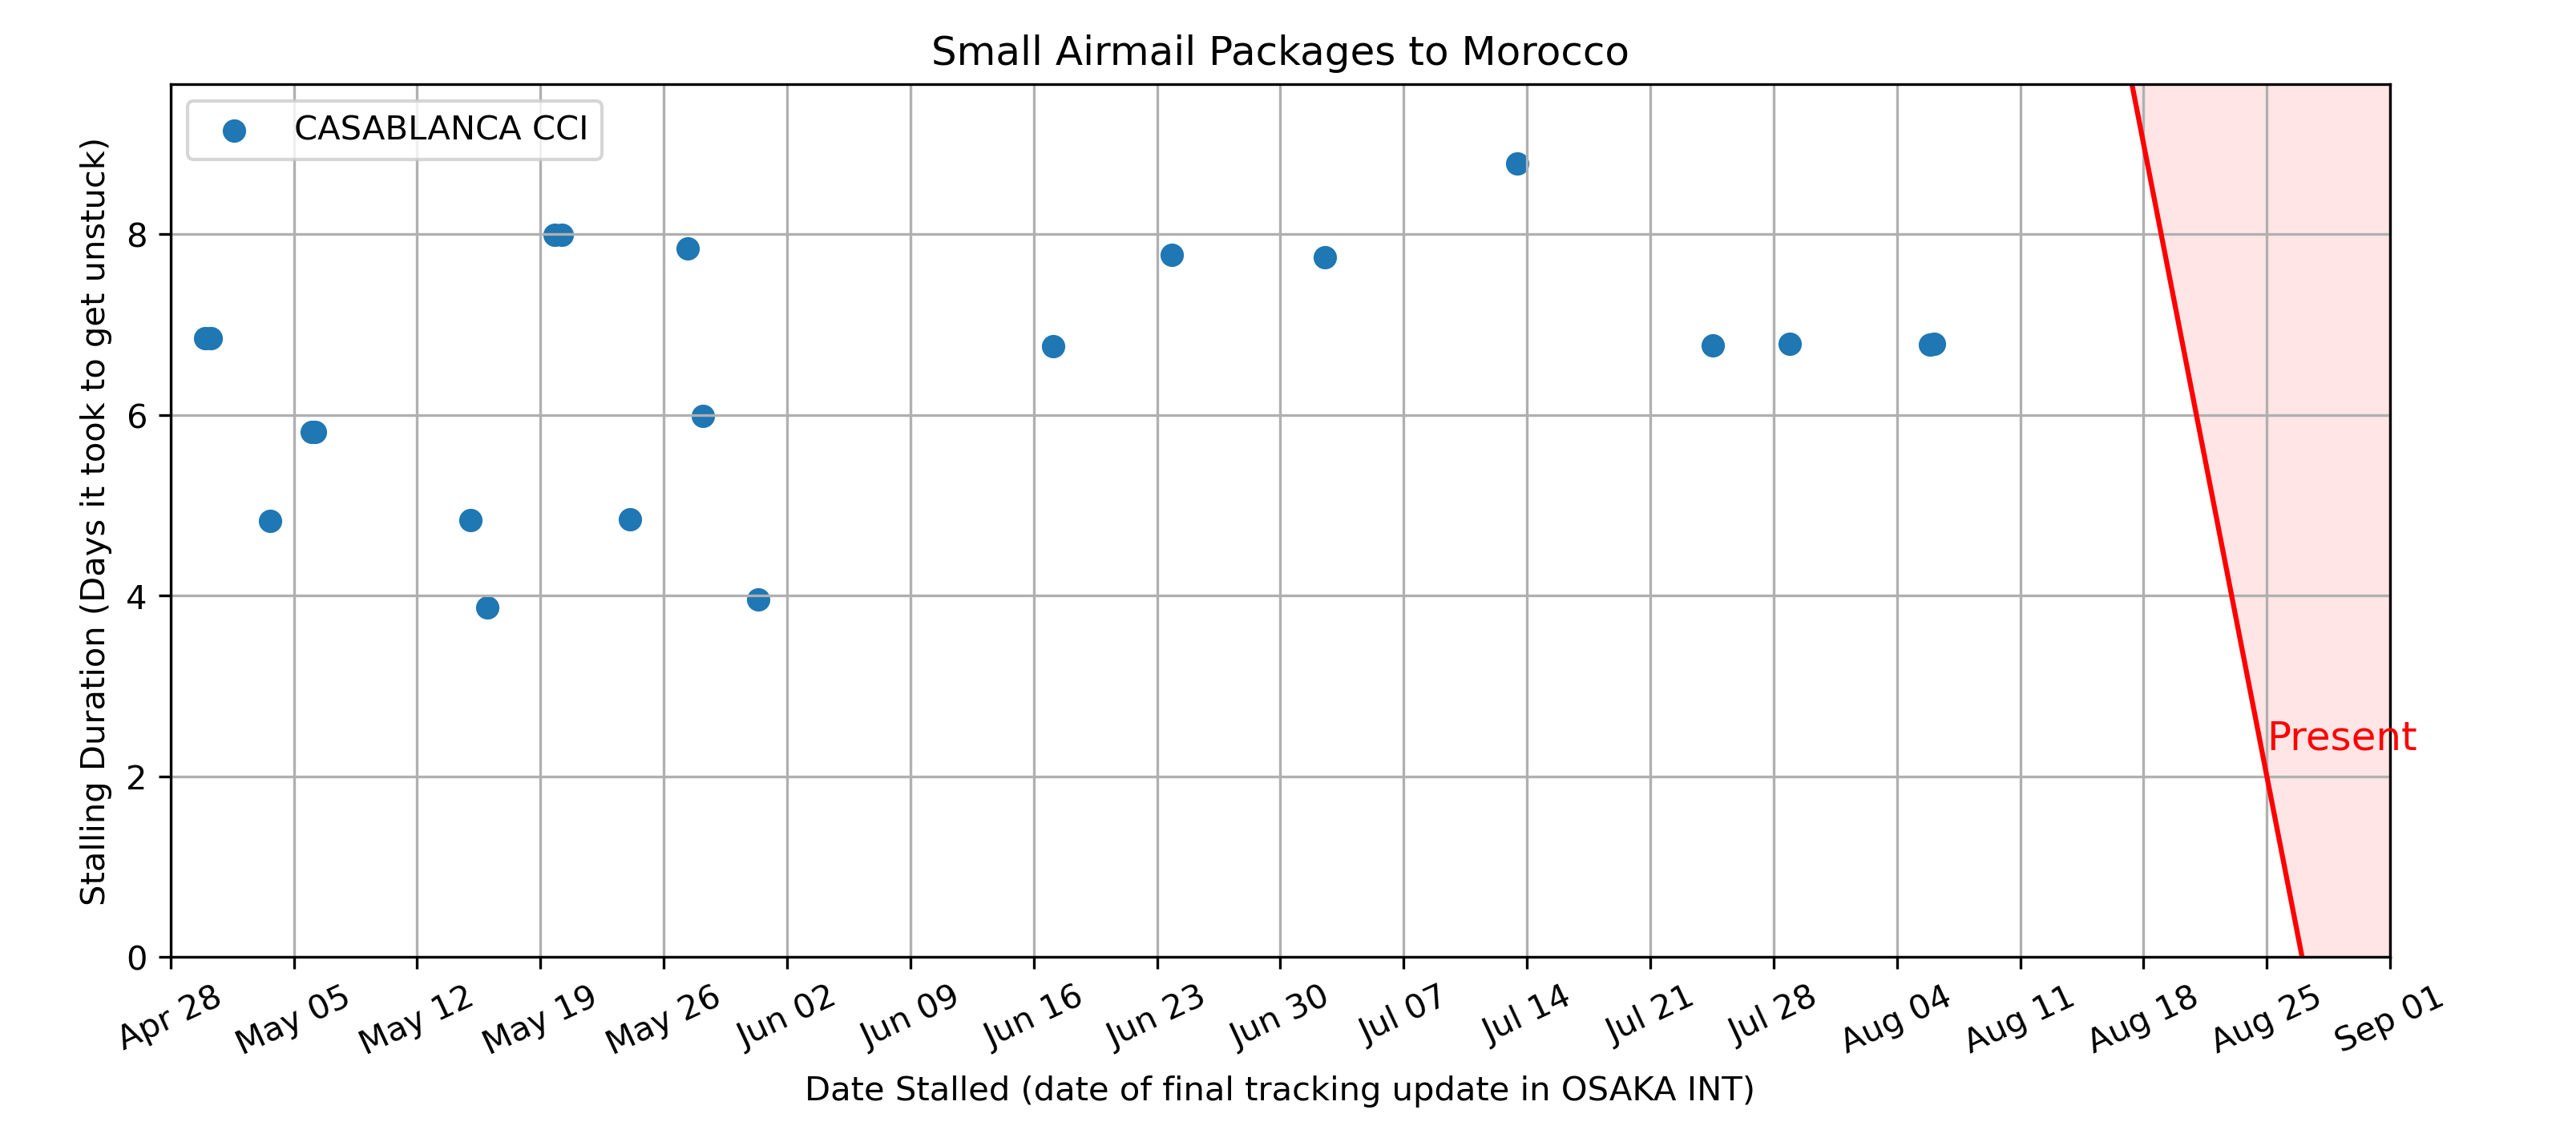 Small Airmail Packages to Morocco
CASABLANCA CCI
Stalling Duration (Days it took to get unstuck)
8
6
4
2
0
Present
Apr 28
May 05
May 12
May 19
May 26
Jun 02
Jun 09
Jun 16
Jun 23
Jun 30
Jul 07
Jul 14
Jul 21
Jul 28
Aug 04
Aug 11
Aug 18
Aug 25
Sep 01
Date Stalled (date of final tracking update in OSAKA INT)